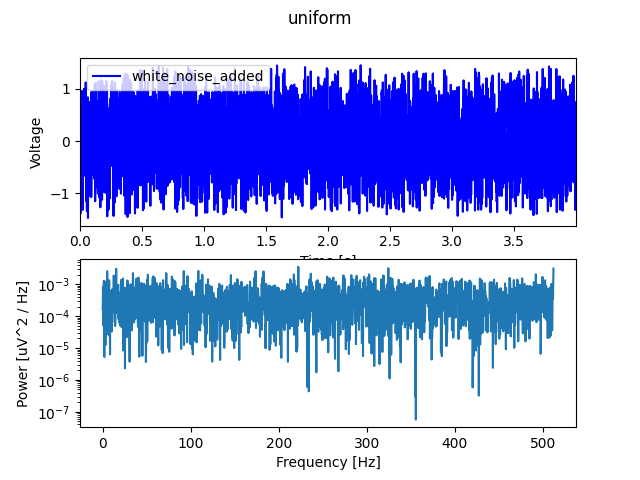 uniform
white_noise_added
Voltage
1
0
−1
0.0 0.5 1.0 1.5 2.0 2.5 3.0 3.5
Time [s]
Power [uV^2 / Hz]
10^−3
10^−4
10^−5
10^−6
10^−7
0 100 200 300 400 500
Frequency [Hz]